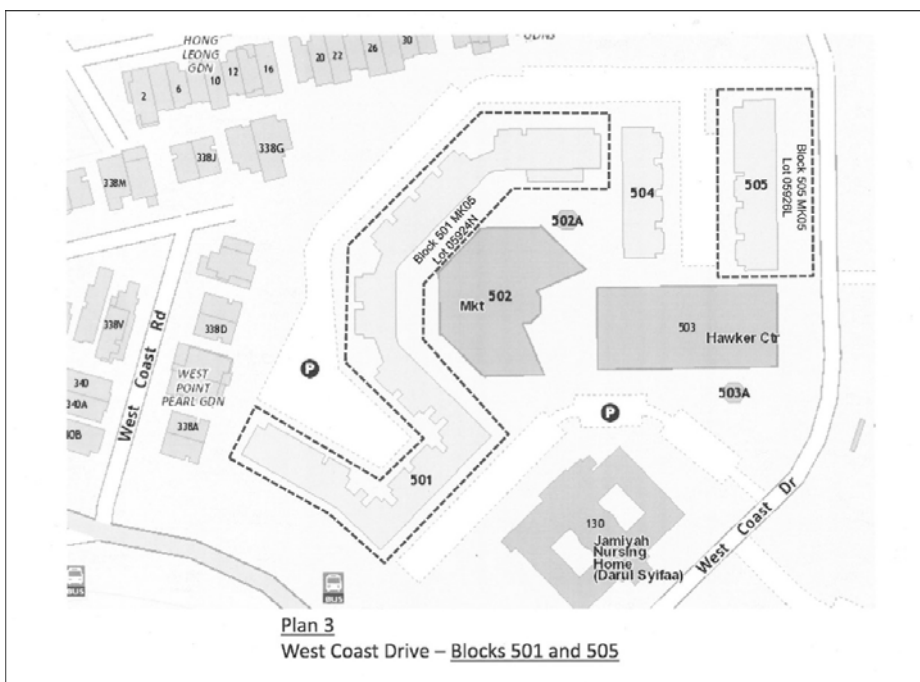 HONG
LEONG
GDN
2
6
10
12
16
20
22
26
30
GDNS
338M
338J
338G
338V
338D
340
340A
West Coast Rd
WEST
POINT
PEARL GDN
338A
P
Block 501 MK05
Lot 05924N
501
502A
502
Mkt
504
505
Block 505 MK05
Lot 05926L
503
Hawker Ctr
503A
P
130
Jamiyah
Nursing
Home
(Darul Syifaa)
West Coast Dr
BUS
BUS
Plan 3
West Coast Drive – Blocks 501 and 505